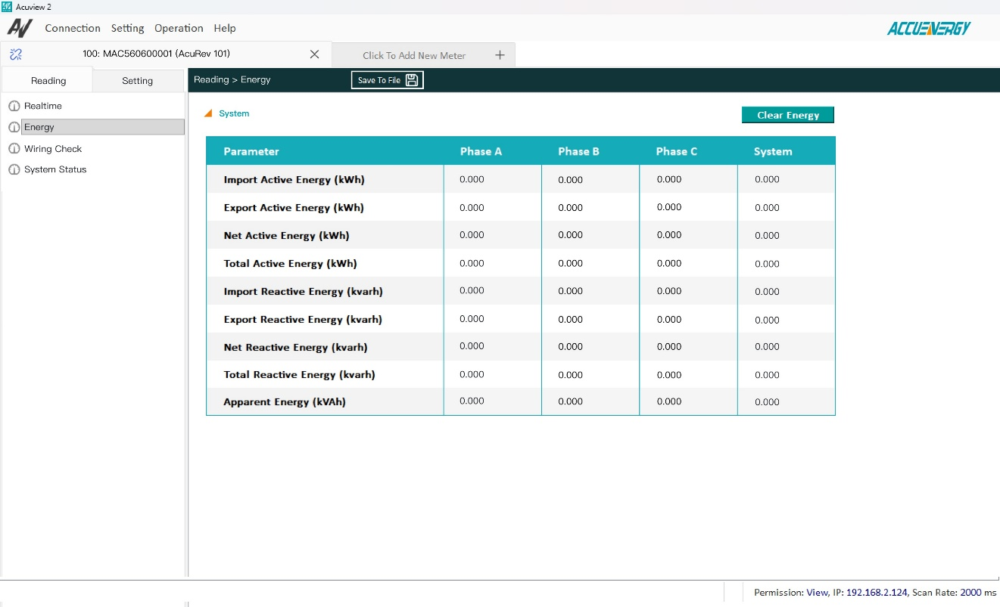 Acuview 2
Connection Setting Operation Help
ACCUENERGY
100: MAC560600001 (AcuRev 101)
Click To Add New Meter
Reading Setting
Reading > Energy
Save To File
Realtime
Energy
Wiring Check
System Status
System
Clear Energy
Parameter Phase A Phase B Phase C System
Import Active Energy (kWh) 0.000 0.000 0.000 0.000
Export Active Energy (kWh) 0.000 0.000 0.000 0.000
Net Active Energy (kWh) 0.000 0.000 0.000 0.000
Total Active Energy (kWh) 0.000 0.000 0.000 0.000
Import Reactive Energy (kvarh) 0.000 0.000 0.000 0.000
Export Reactive Energy (kvarh) 0.000 0.000 0.000 0.000
Net Reactive Energy (kvarh) 0.000 0.000 0.000 0.000
Total Reactive Energy (kvarh) 0.000 0.000 0.000 0.000
Apparent Energy (kVAh) 0.000 0.000 0.000 0.000
Permission: View, IP: 192.168.2.124, Scan Rate: 2000 ms